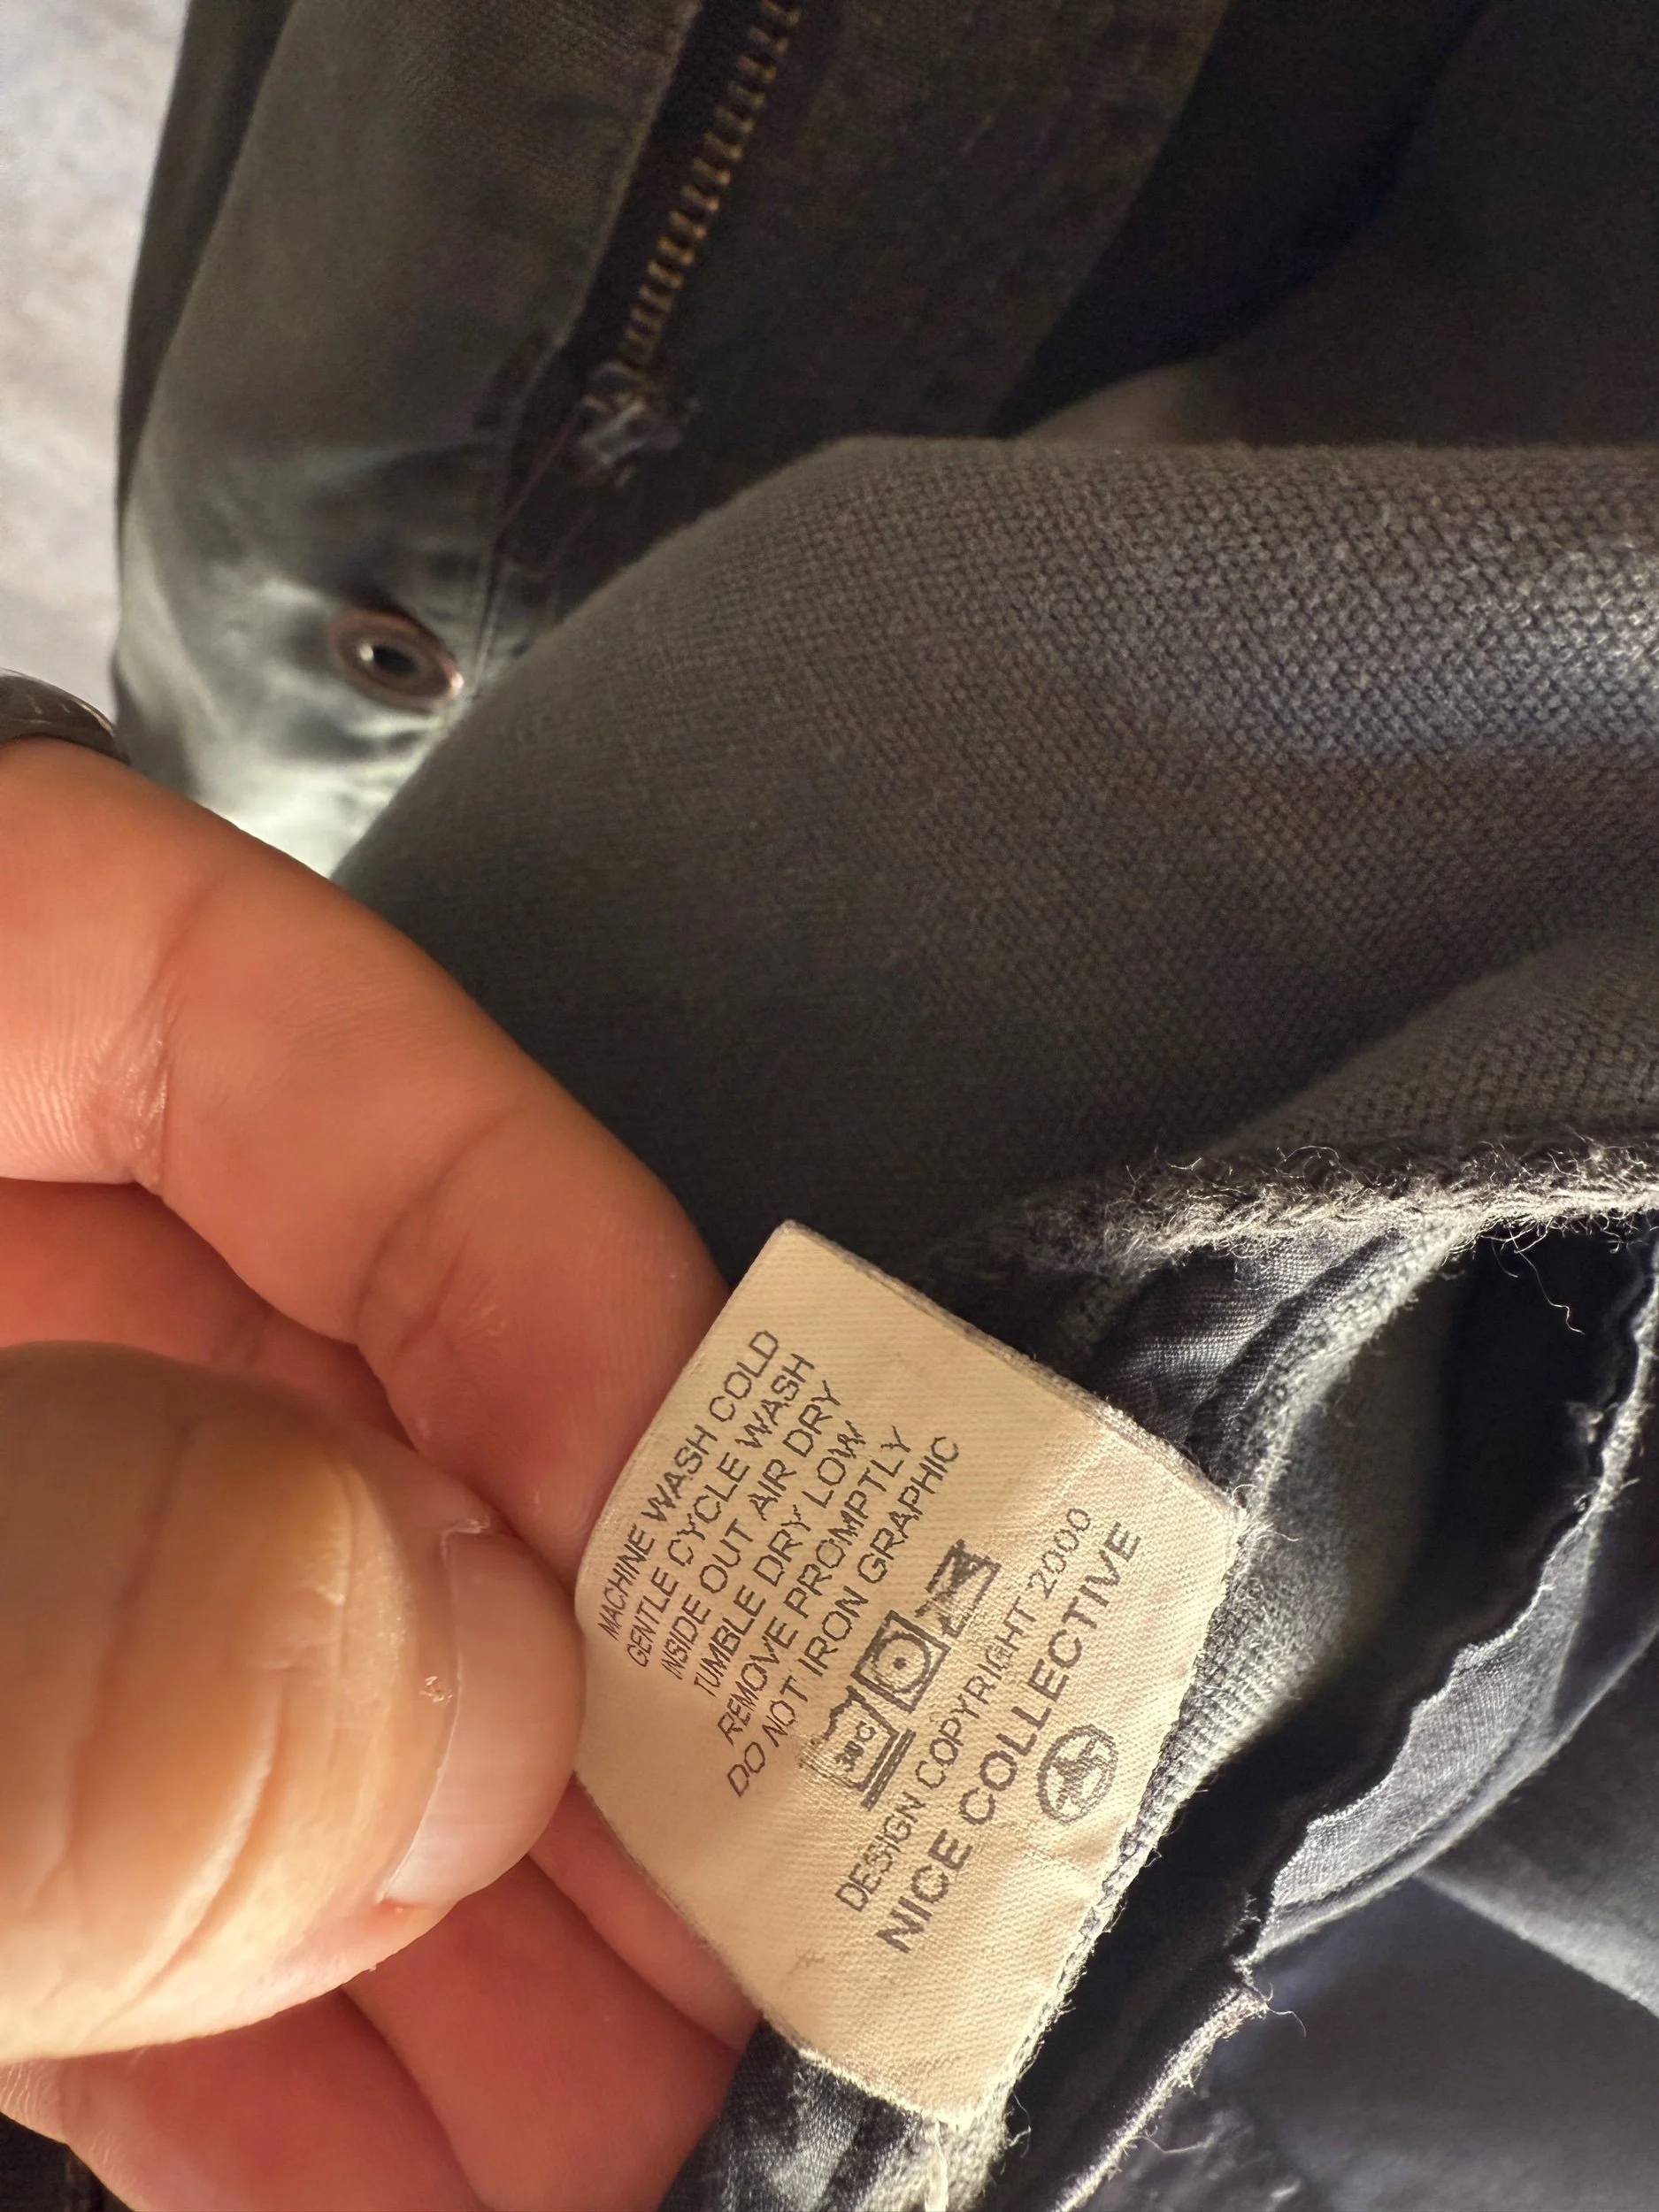 MACHINE WASH COLD
GENTLE CYCLE WASH
INSIDE OUT AIR DRY
TUMBLE DRY LOW
REMOVE PROMPTLY
DO NOT IRON GRAPHIC
30C
DESIGN COPYRIGHT 2000
NICE COLLECTIVE